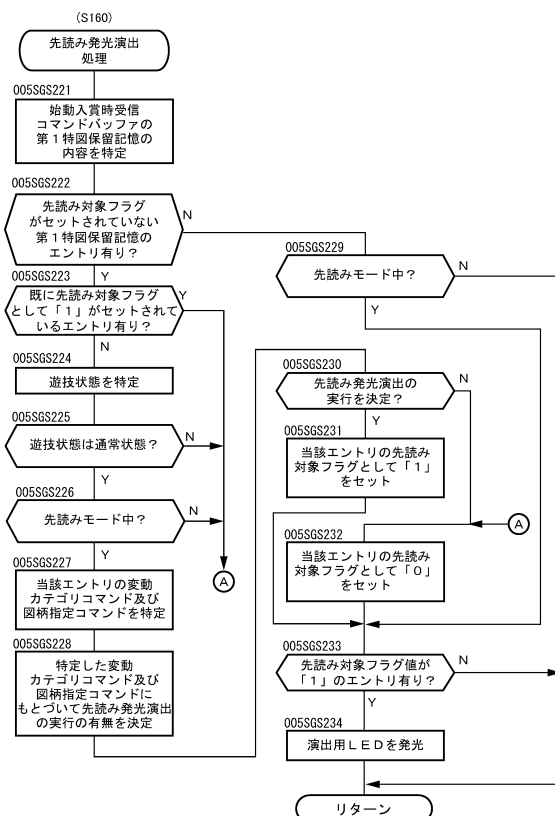 (S160)
先読み発光演出
処理
005SGS221
始動入賞時受信
コマンドバッファの
第1特図保留記憶の
内容を特定
005SGS222
先読み対象フラグ
がセットされていない
第1特図保留記憶の
エントリ有り?
N
Y
005SGS223
既に先読み対象フラグ
として「1」がセットされて
いるエントリ有り?
Y
N
005SGS224
遊技状態を特定
005SGS225
遊技状態は通常状態?
N
Y
005SGS226
先読みモード中?
N
Y
A
005SGS227
当該エントリの変動
カテゴリコマンド及び
図柄指定コマンドを特定
005SGS228
特定した変動
カテゴリコマンド及び
図柄指定コマンドに
もとづいて先読み発光演出
の実行の有無を決定
005SGS229
先読みモード中?
N
Y
005SGS230
先読み発光演出の
実行を決定?
N
Y
005SGS231
当該エントリの先読み
対象フラグとして「1」
をセット
A
005SGS232
当該エントリの先読み
対象フラグとして「0」
をセット
005SGS233
先読み対象フラグ値が
「1」のエントリ有り?
N
Y
005SGS234
演出用LEDを発光
リターン